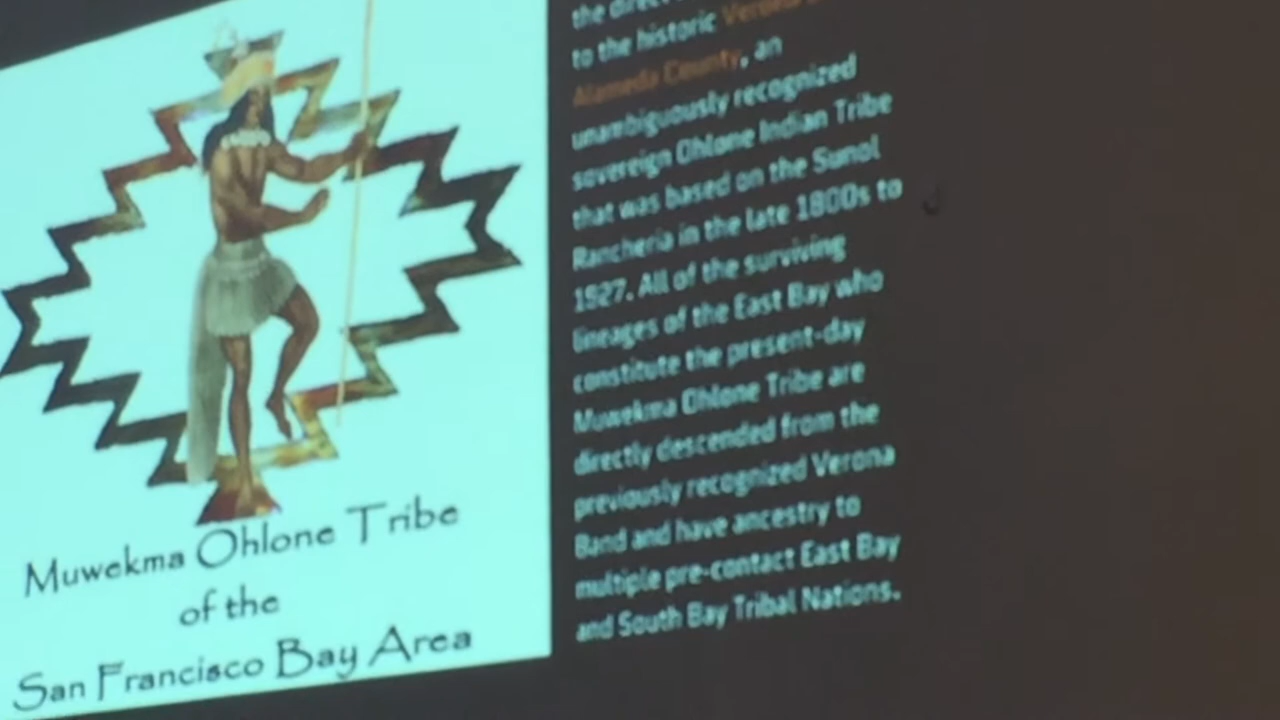 Muwekma Ohlone Tribe
of the
San Francisco Bay Area
the direct
to the historic Verona
Alameda County, an
unambiguously recognized
sovereign Ohlone Indian Tribe
that was based on the Sunol
Rancheria in the late 1800s to
1927. All of the surviving
lineages of the East Bay who
constitute the present-day
Muwekma Ohlone Tribe are
directly descended from the
previously recognized Verona
Band and have ancestry to
multiple pre-contact East Bay
and South Bay Tribal Nations.